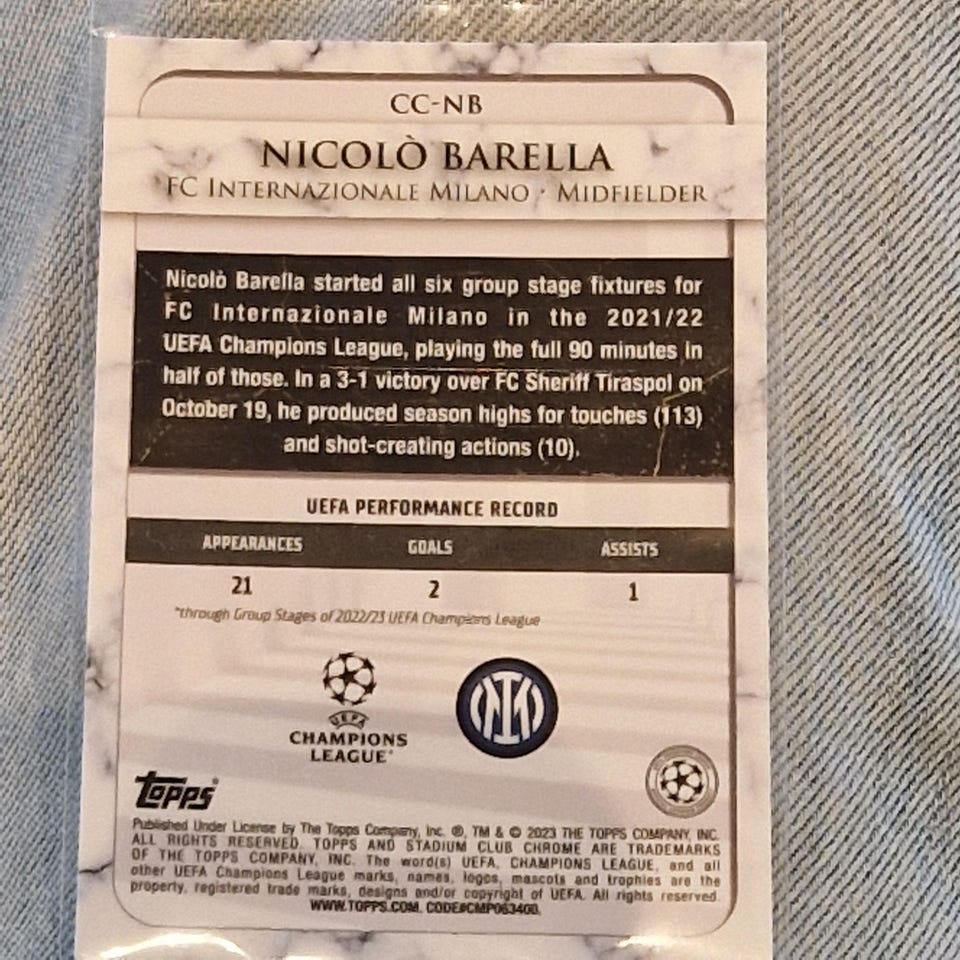 CC-NB
NICOLÒ BARELLA
FC INTERNAZIONALE MILANO · MIDFIELDER
Nicolò Barella started all six group stage fixtures for
FC Internazionale Milano in the 2021/22
UEFA Champions League, playing the full 90 minutes in
half of those. In a 3-1 victory over FC Sheriff Tiraspol on
October 19, he produced season highs for touches (113)
and shot-creating actions (10).
UEFA PERFORMANCE RECORD
APPEARANCES GOALS ASSISTS
21 2 1
*through Group Stages of 2022/23 UEFA Champions League
UEFA
CHAMPIONS
LEAGUE®
topps®
Published Under License by The Topps Company, Inc. ®, TM & © 2023 THE TOPPS COMPANY, INC.
ALL RIGHTS RESERVED. TOPPS AND STADIUM CLUB CHROME ARE TRADEMARKS
OF THE TOPPS COMPANY, INC. The word(s) UEFA, CHAMPIONS LEAGUE, and all
other UEFA Champions League marks, names, logos, mascots and trophies are the
property, registered trade marks, designs and/or copyright of UEFA. All rights reserved.
WWW.TOPPS.COM. CODE#CMP063400.